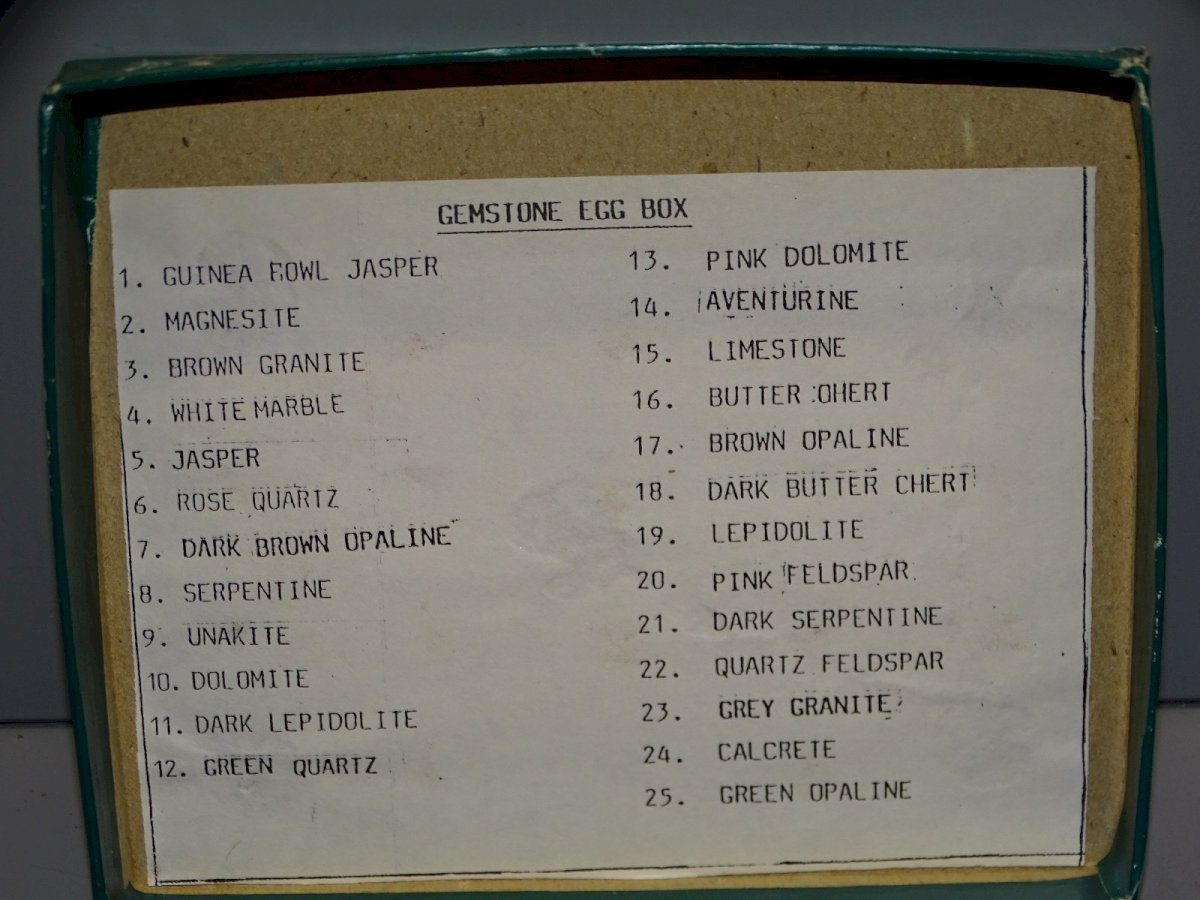 GEMSTONE EGG BOX
1. GUINEA FOWL JASPER
2. MAGNESITE
3. BROWN GRANITE
4. WHITE MARBLE
5. JASPER
6. ROSE QUARTZ
7. DARK BROWN OPALINE
8. SERPENTINE
9. UNAKITE
10. DOLOMITE
11. DARK LEPIDOLITE
12. GREEN QUARTZ
13. PINK DOLOMITE
14. AVENTURINE
15. LIMESTONE
16. BUTTER CHERT
17. BROWN OPALINE
18. DARK BUTTER CHERT
19. LEPIDOLITE
20. PINK FELDSPAR
21. DARK SERPENTINE
22. QUARTZ FELDSPAR
23. GREY GRANITE
24. CALCRETE
25. GREEN OPALINE